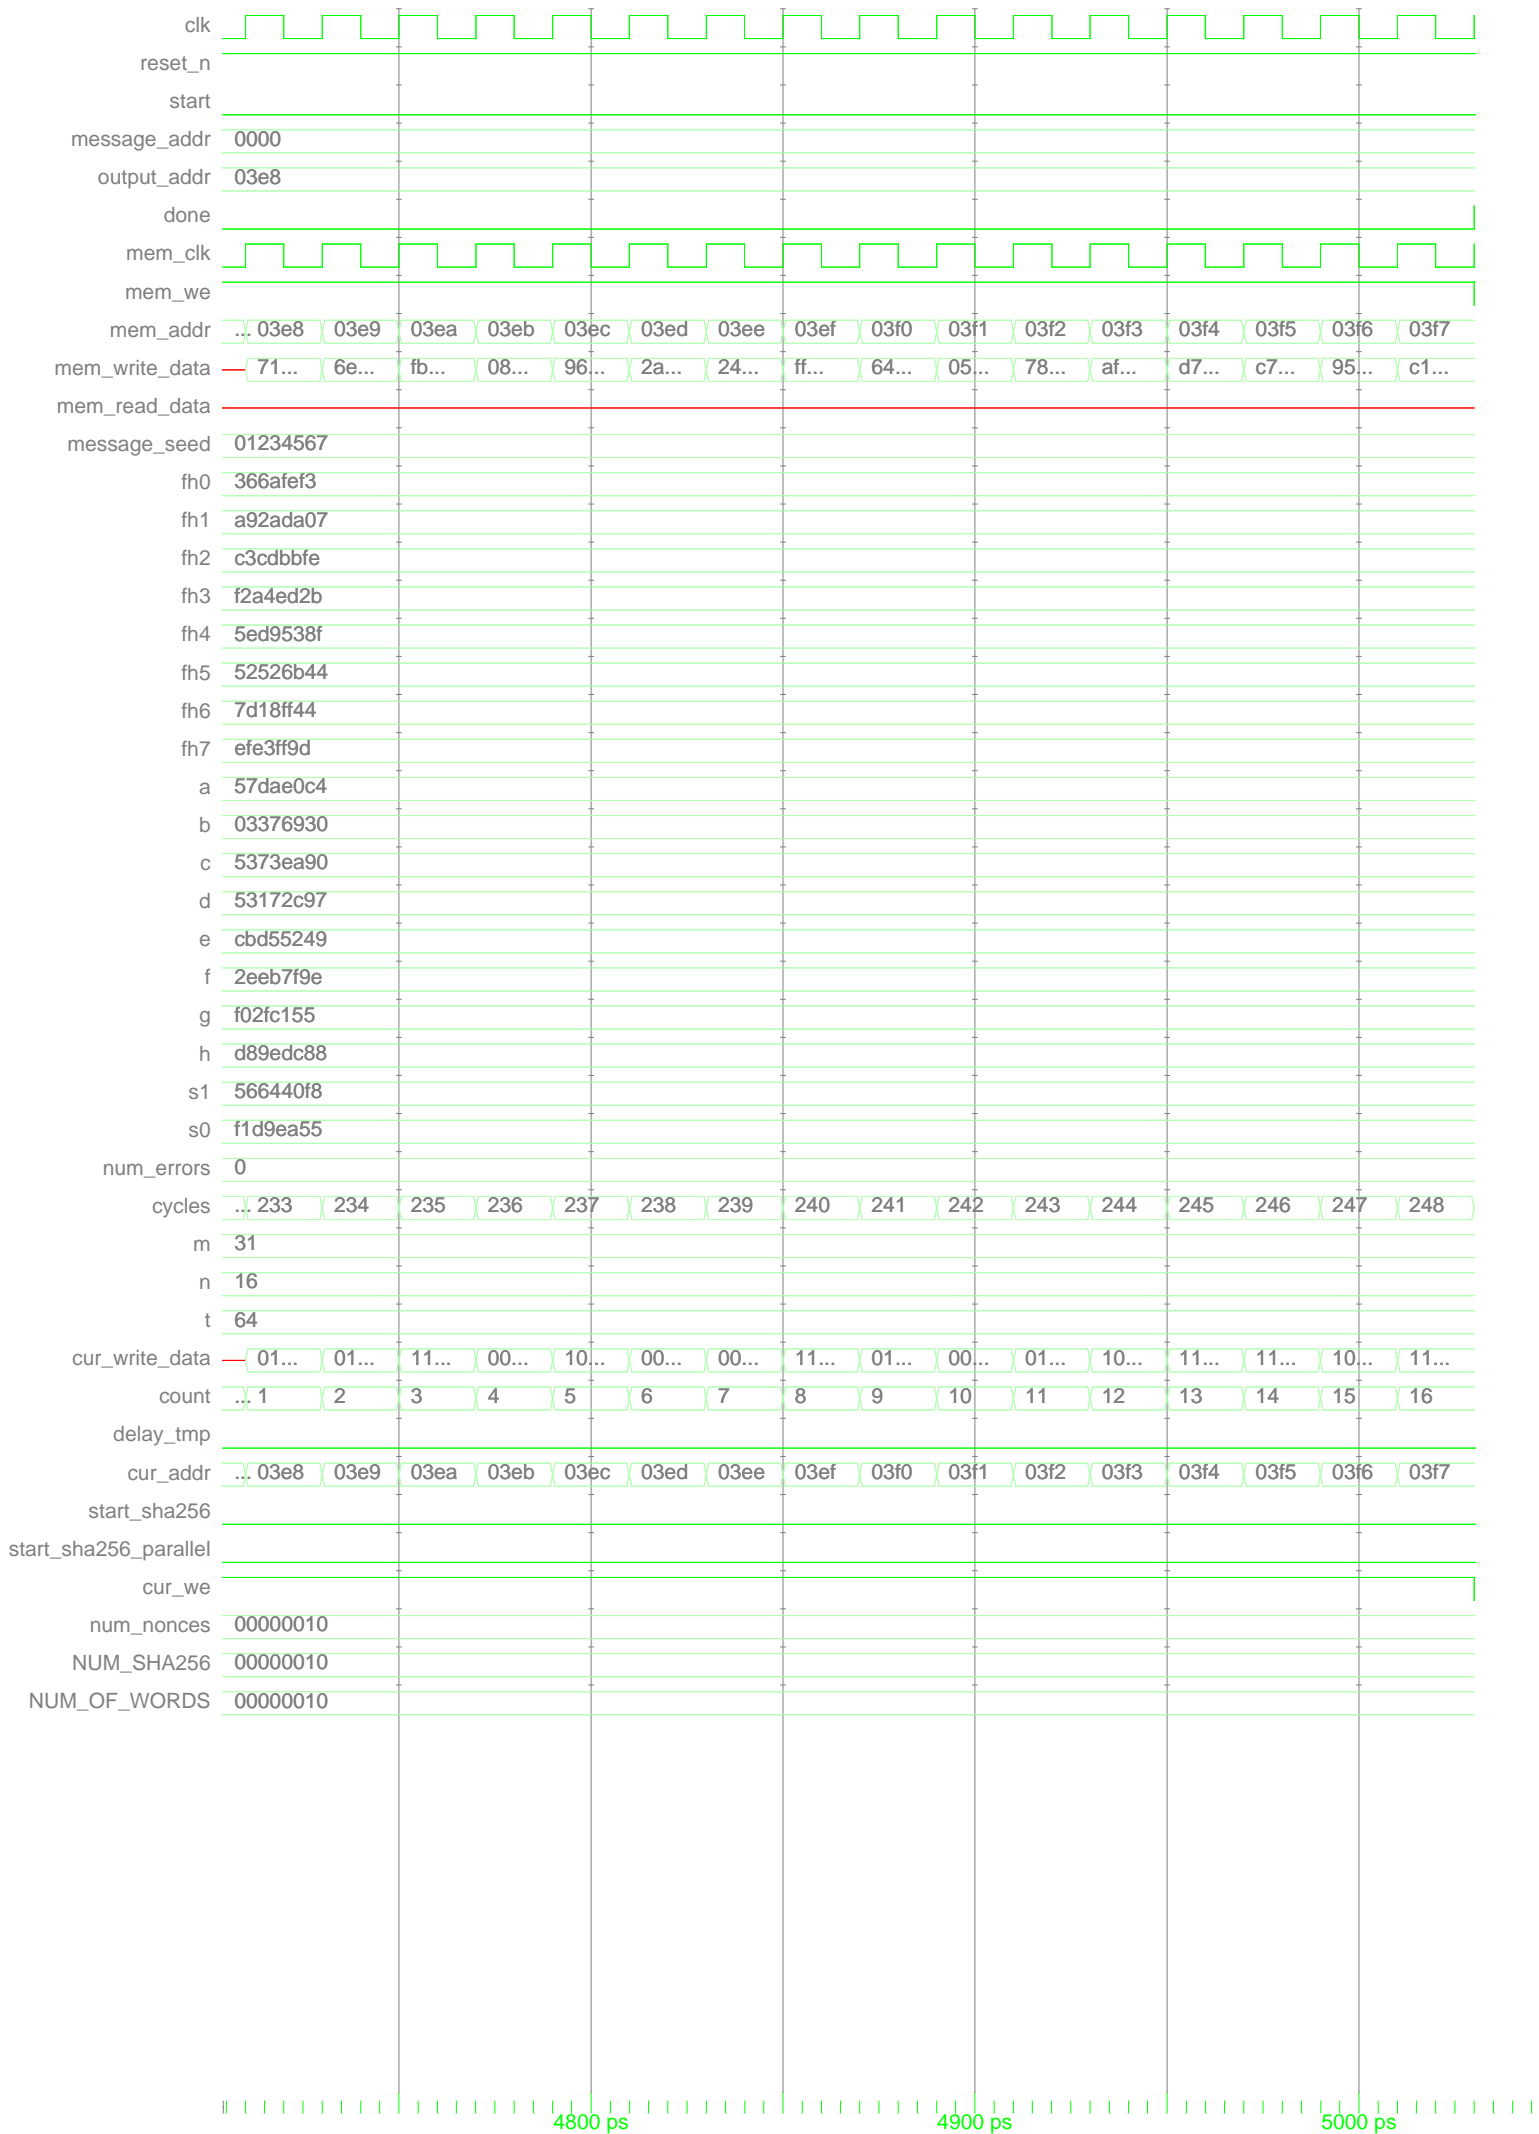 clk
reset_n
start
message_addr 0000
output_addr 03e8
done
mem_clk
mem_we
mem_addr ... 03e8 03e9 03ea 03eb 03ec 03ed 03ee 03ef 03f0 03f1 03f2 03f3 03f4 03f5 03f6 03f7
mem_write_data 71... 6e... fb... 08... 96... 2a... 24... ff... 64... 05... 78... af... d7... c7... 95... c1...
mem_read_data
message_seed 01234567
fh0 366afef3
fh1 a92ada07
fh2 c3cdbbfe
fh3 f2a4ed2b
fh4 5ed9538f
fh5 52526b44
fh6 7d18ff44
fh7 efe3ff9d
a 57dae0c4
b 03376930
c 5373ea90
d 53172c97
e cbd55249
f 2eeb7f9e
g f02fc155
h d89edc88
s1 566440f8
s0 f1d9ea55
num_errors 0
cycles ... 233 234 235 236 237 238 239 240 241 242 243 244 245 246 247 248
m 31
n 16
t 64
cur_write_data 01... 01... 11... 00... 10... 00... 00... 11... 01... 00... 01... 10... 11... 11... 10... 11...
count ... 1 2 3 4 5 6 7 8 9 10 11 12 13 14 15 16
delay_tmp
cur_addr ... 03e8 03e9 03ea 03eb 03ec 03ed 03ee 03ef 03f0 03f1 03f2 03f3 03f4 03f5 03f6 03f7
start_sha256
start_sha256_parallel
cur_we
num_nonces 00000010
NUM_SHA256 00000010
NUM_OF_WORDS 00000010
4800 ps 4900 ps 5000 ps